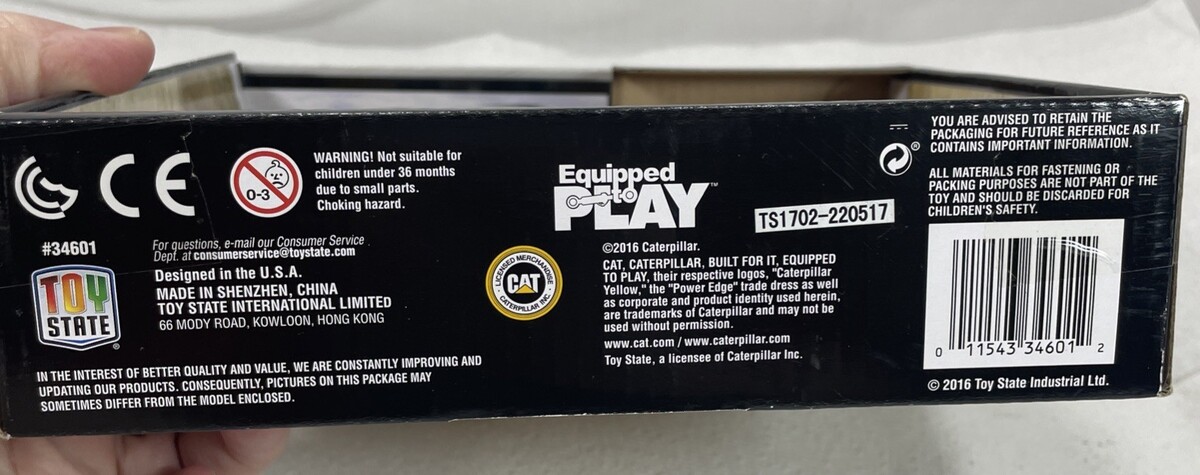 CE
0-3
WARNING! Not suitable for
children under 36 months
due to small parts.
Choking hazard.
#34601
For questions, e-mail our Consumer Service
Dept. at consumerservice@toystate.com
TOY
STATE
®
Designed in the U.S.A.
MADE IN SHENZHEN, CHINA
TOY STATE INTERNATIONAL LIMITED
66 MODY ROAD, KOWLOON, HONG KONG
IN THE INTEREST OF BETTER QUALITY AND VALUE, WE ARE CONSTANTLY IMPROVING AND
UPDATING OUR PRODUCTS. CONSEQUENTLY, PICTURES ON THIS PACKAGE MAY
SOMETIMES DIFFER FROM THE MODEL ENCLOSED.
LICENSED MERCHANDISE
CAT
CATERPILLAR INC.
Equipped
to
PLAY™
TS1702-220517
©2016 Caterpillar.
CAT, CATERPILLAR, BUILT FOR IT, EQUIPPED
TO PLAY, their respective logos, "Caterpillar
Yellow," the "Power Edge" trade dress as well
as corporate and product identity used herein,
are trademarks of Caterpillar and may not be
used without permission.
www.cat.com / www.caterpillar.com
Toy State, a licensee of Caterpillar Inc.
®
YOU ARE ADVISED TO RETAIN THE
PACKAGING FOR FUTURE REFERENCE AS IT
CONTAINS IMPORTANT INFORMATION.
ALL MATERIALS FOR FASTENING OR
PACKING PURPOSES ARE NOT PART OF THE
TOY AND SHOULD BE DISCARDED FOR
CHILDREN'S SAFETY.
0 11543 34601 2
© 2016 Toy State Industrial Ltd.